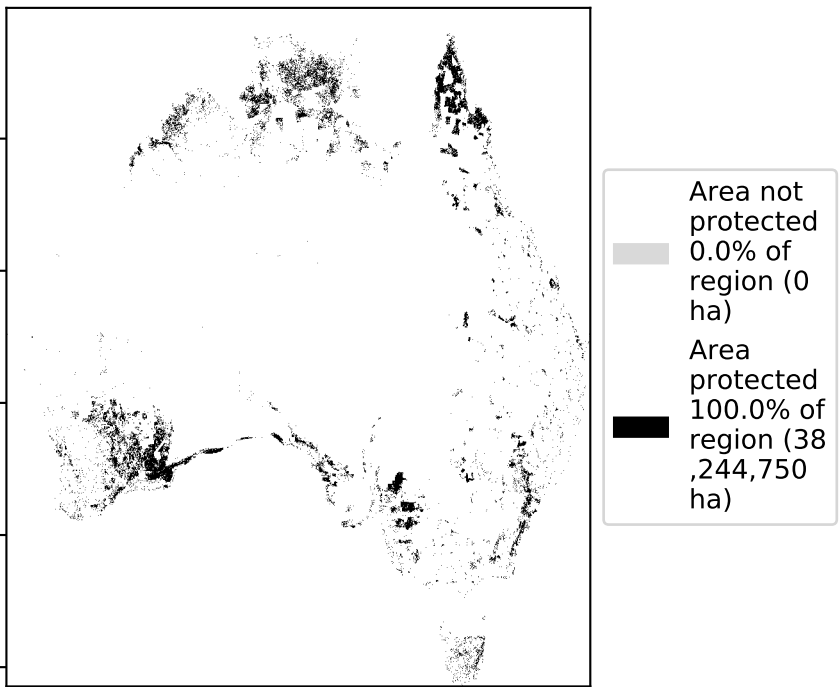 Area not
protected
0.0% of
region (0
ha)
Area
protected
100.0% of
region (38
,244,750
ha)